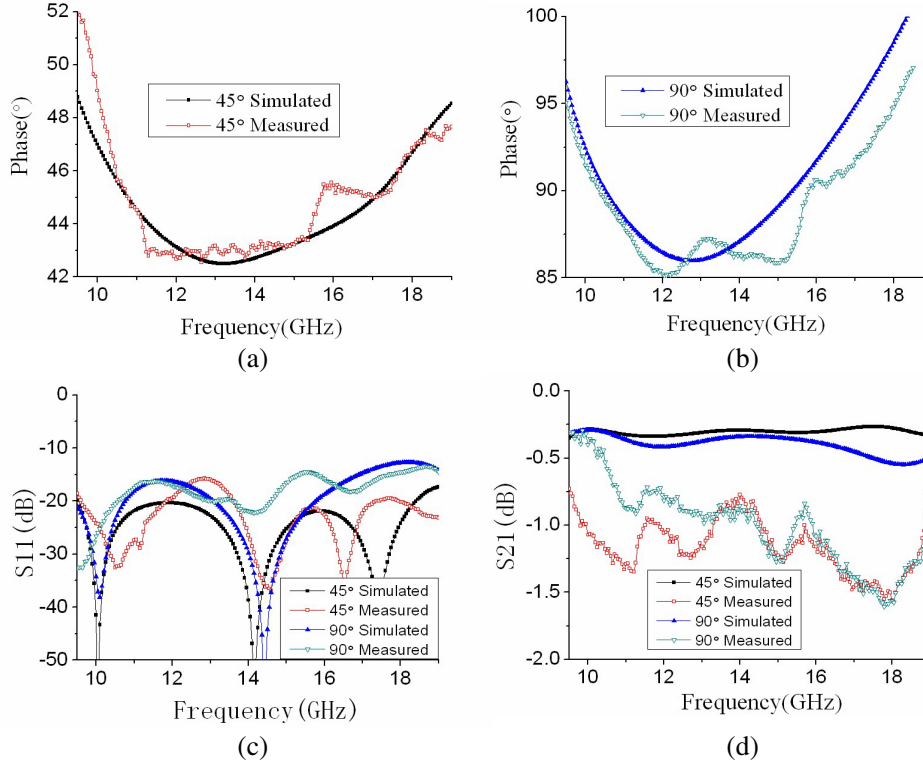 52
50
48
46
44
42
Phase(°)
45° Simulated
45° Measured
10 12 14 16 18
Frequency(GHz)
(a)
100
95
90
85
Phase(°)
90° Simulated
90° Measured
10 12 14 16 18
Frequency(GHz)
(b)
0
-10
-20
-30
-40
-50
S11(dB)
45° Simulated
45° Measured
90° Simulated
90° Measured
10 12 14 16 18
Frequency(GHz)
(c)
0.0
-0.5
-1.0
-1.5
-2.0
S21(dB)
45° Simulated
45° Measured
90° Simulated
90° Measured
10 12 14 16 18
Frequency(GHz)
(d)